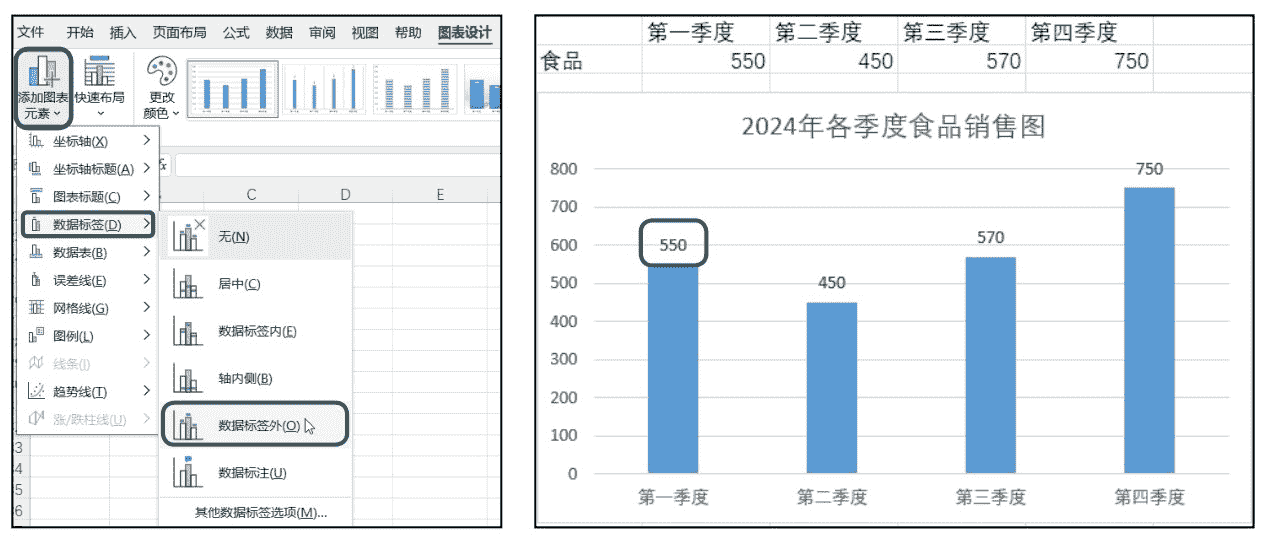 文件 开始 插入 页面布局 公式 数据 审阅 视图 帮助 图表设计
添加图表元素 快速布局 更改颜色
坐标轴(X)
坐标轴标题(A)
图表标题(C)
数据标签(D)
数据表(B)
误差线(E)
网格线(G)
图例(L)
线条(I)
趋势线(T)
涨/跌柱线(U)
fx
C D E
无(N)
居中(C)
数据标签内(E)
轴内侧(B)
数据标签外(O)
数据标注(U)
其他数据标签选项(M)...
3
4
5
6
第一季度 第二季度 第三季度 第四季度
食品 550 450 570 750
2024年各季度食品销售图
800
700
600
500
400
300
200
100
0
550
450
570
750
第一季度 第二季度 第三季度 第四季度